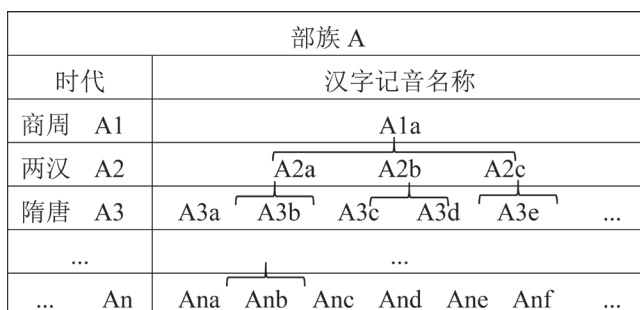 部族 A
时代 汉字记音名称
商周 A1 A1a
两汉 A2 A2a A2b A2c
隋唐 A3 A3a A3b A3c A3d A3e ...
... ...
... An Ana Anb Anc And Ane Anf ...